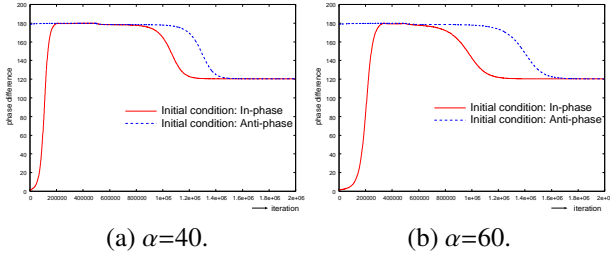 200
180
160
140
120
100
80
60
40
20
0
phase difference
Initial condition: In-phase
Initial condition: Anti-phase
0 200000 400000 600000 800000 1e+06 1.2e+06 1.4e+06 1.6e+06 1.8e+06 2e+06
iteration
(a) α=40.
200
180
160
140
120
100
80
60
40
20
0
phase difference
Initial condition: In-phase
Initial condition: Anti-phase
0 200000 400000 600000 800000 1e+06 1.2e+06 1.4e+06 1.6e+06 1.8e+06 2e+06
iteration
(b) α=60.